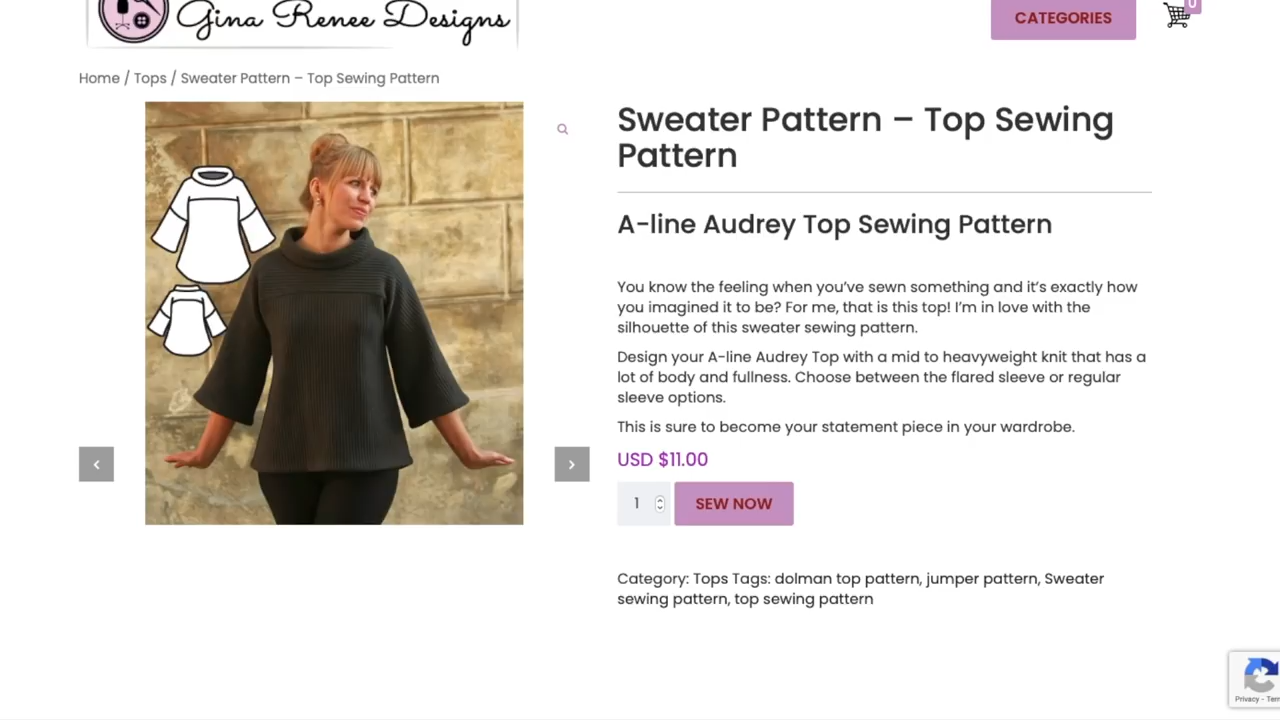 Gina Renee Designs
CATEGORIES
0
Home / Tops / Sweater Pattern – Top Sewing Pattern
Sweater Pattern – Top Sewing
Pattern
A-line Audrey Top Sewing Pattern
You know the feeling when you’ve sewn something and it’s exactly how
you imagined it to be? For me, that is this top! I’m in love with the
silhouette of this sweater sewing pattern.
Design your A-line Audrey Top with a mid to heavyweight knit that has a
lot of body and fullness. Choose between the flared sleeve or regular
sleeve options.
This is sure to become your statement piece in your wardrobe.
USD $11.00
1
SEW NOW
Category: Tops Tags: dolman top pattern, jumper pattern, Sweater
sewing pattern, top sewing pattern
Privacy -